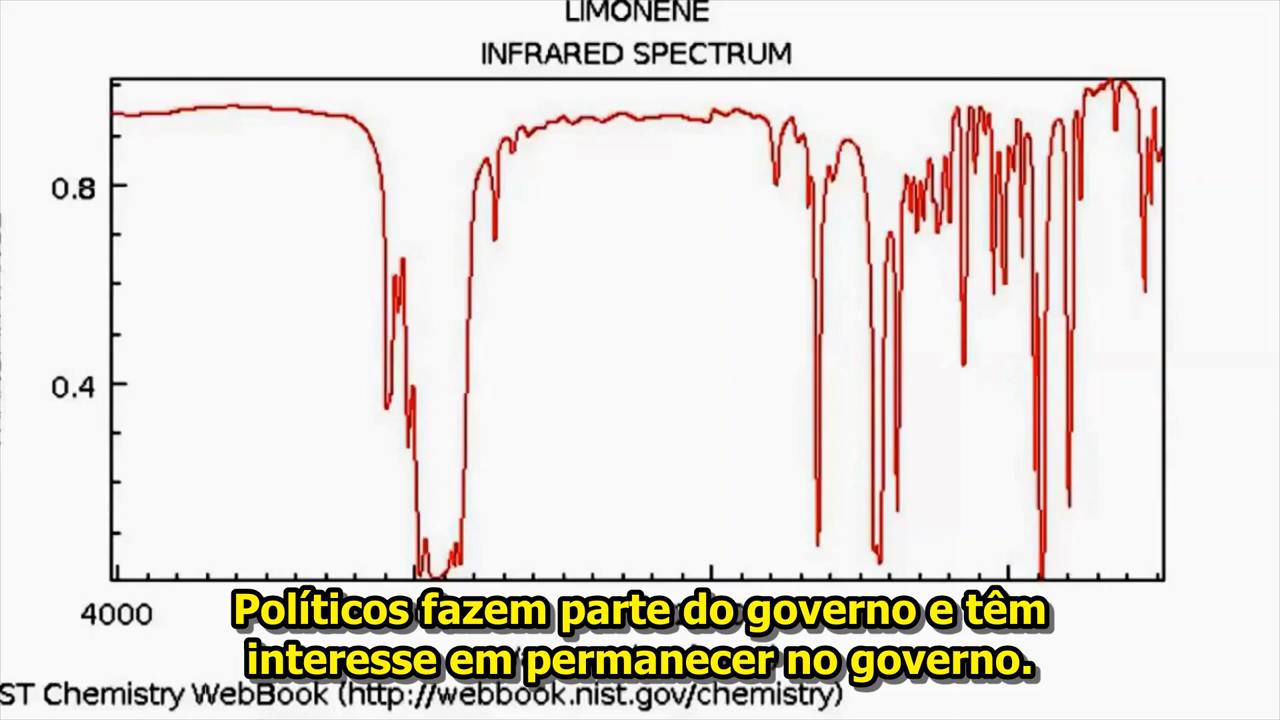 LIMONENE
INFRARED SPECTRUM
0.8
0.4
4000
Políticos fazem parte do governo e têm
interesse em permanecer no governo.
ST Chemistry WebBook (http://webbook.nist.gov/chemistry)